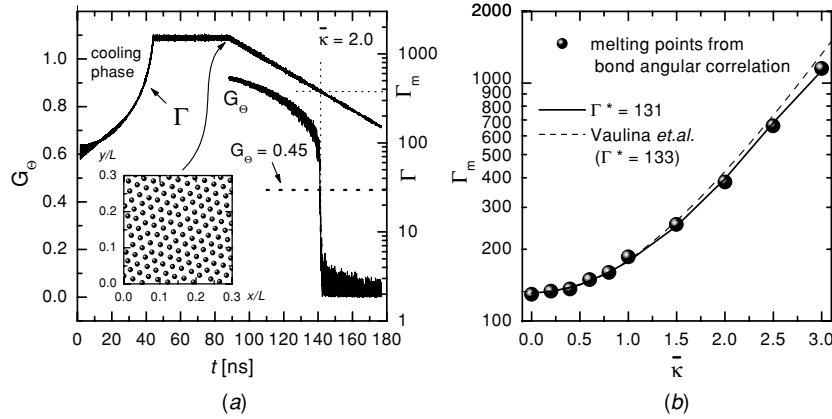 (a)
κ̄ = 2.0
cooling phase
Γ
G_Θ
G_Θ = 0.45
y/L
0.3
0.2
0.1
0.0
0.0 0.1 0.2 0.3
x/L
G_Θ
1.0
0.8
0.6
0.4
0.2
0.0
Γ_m
Γ
1000
100
10
1
0 20 40 60 80 100 120 140 160 180
t [ns]
(a)
(b)
melting points from
bond angular correlation
Γ* = 131
Vaulina et.al.
(Γ* = 133)
Γ_m
2000
1000
900
800
700
600
500
400
300
200
100
0.0 0.5 1.0 1.5 2.0 2.5 3.0
κ̄
(b)